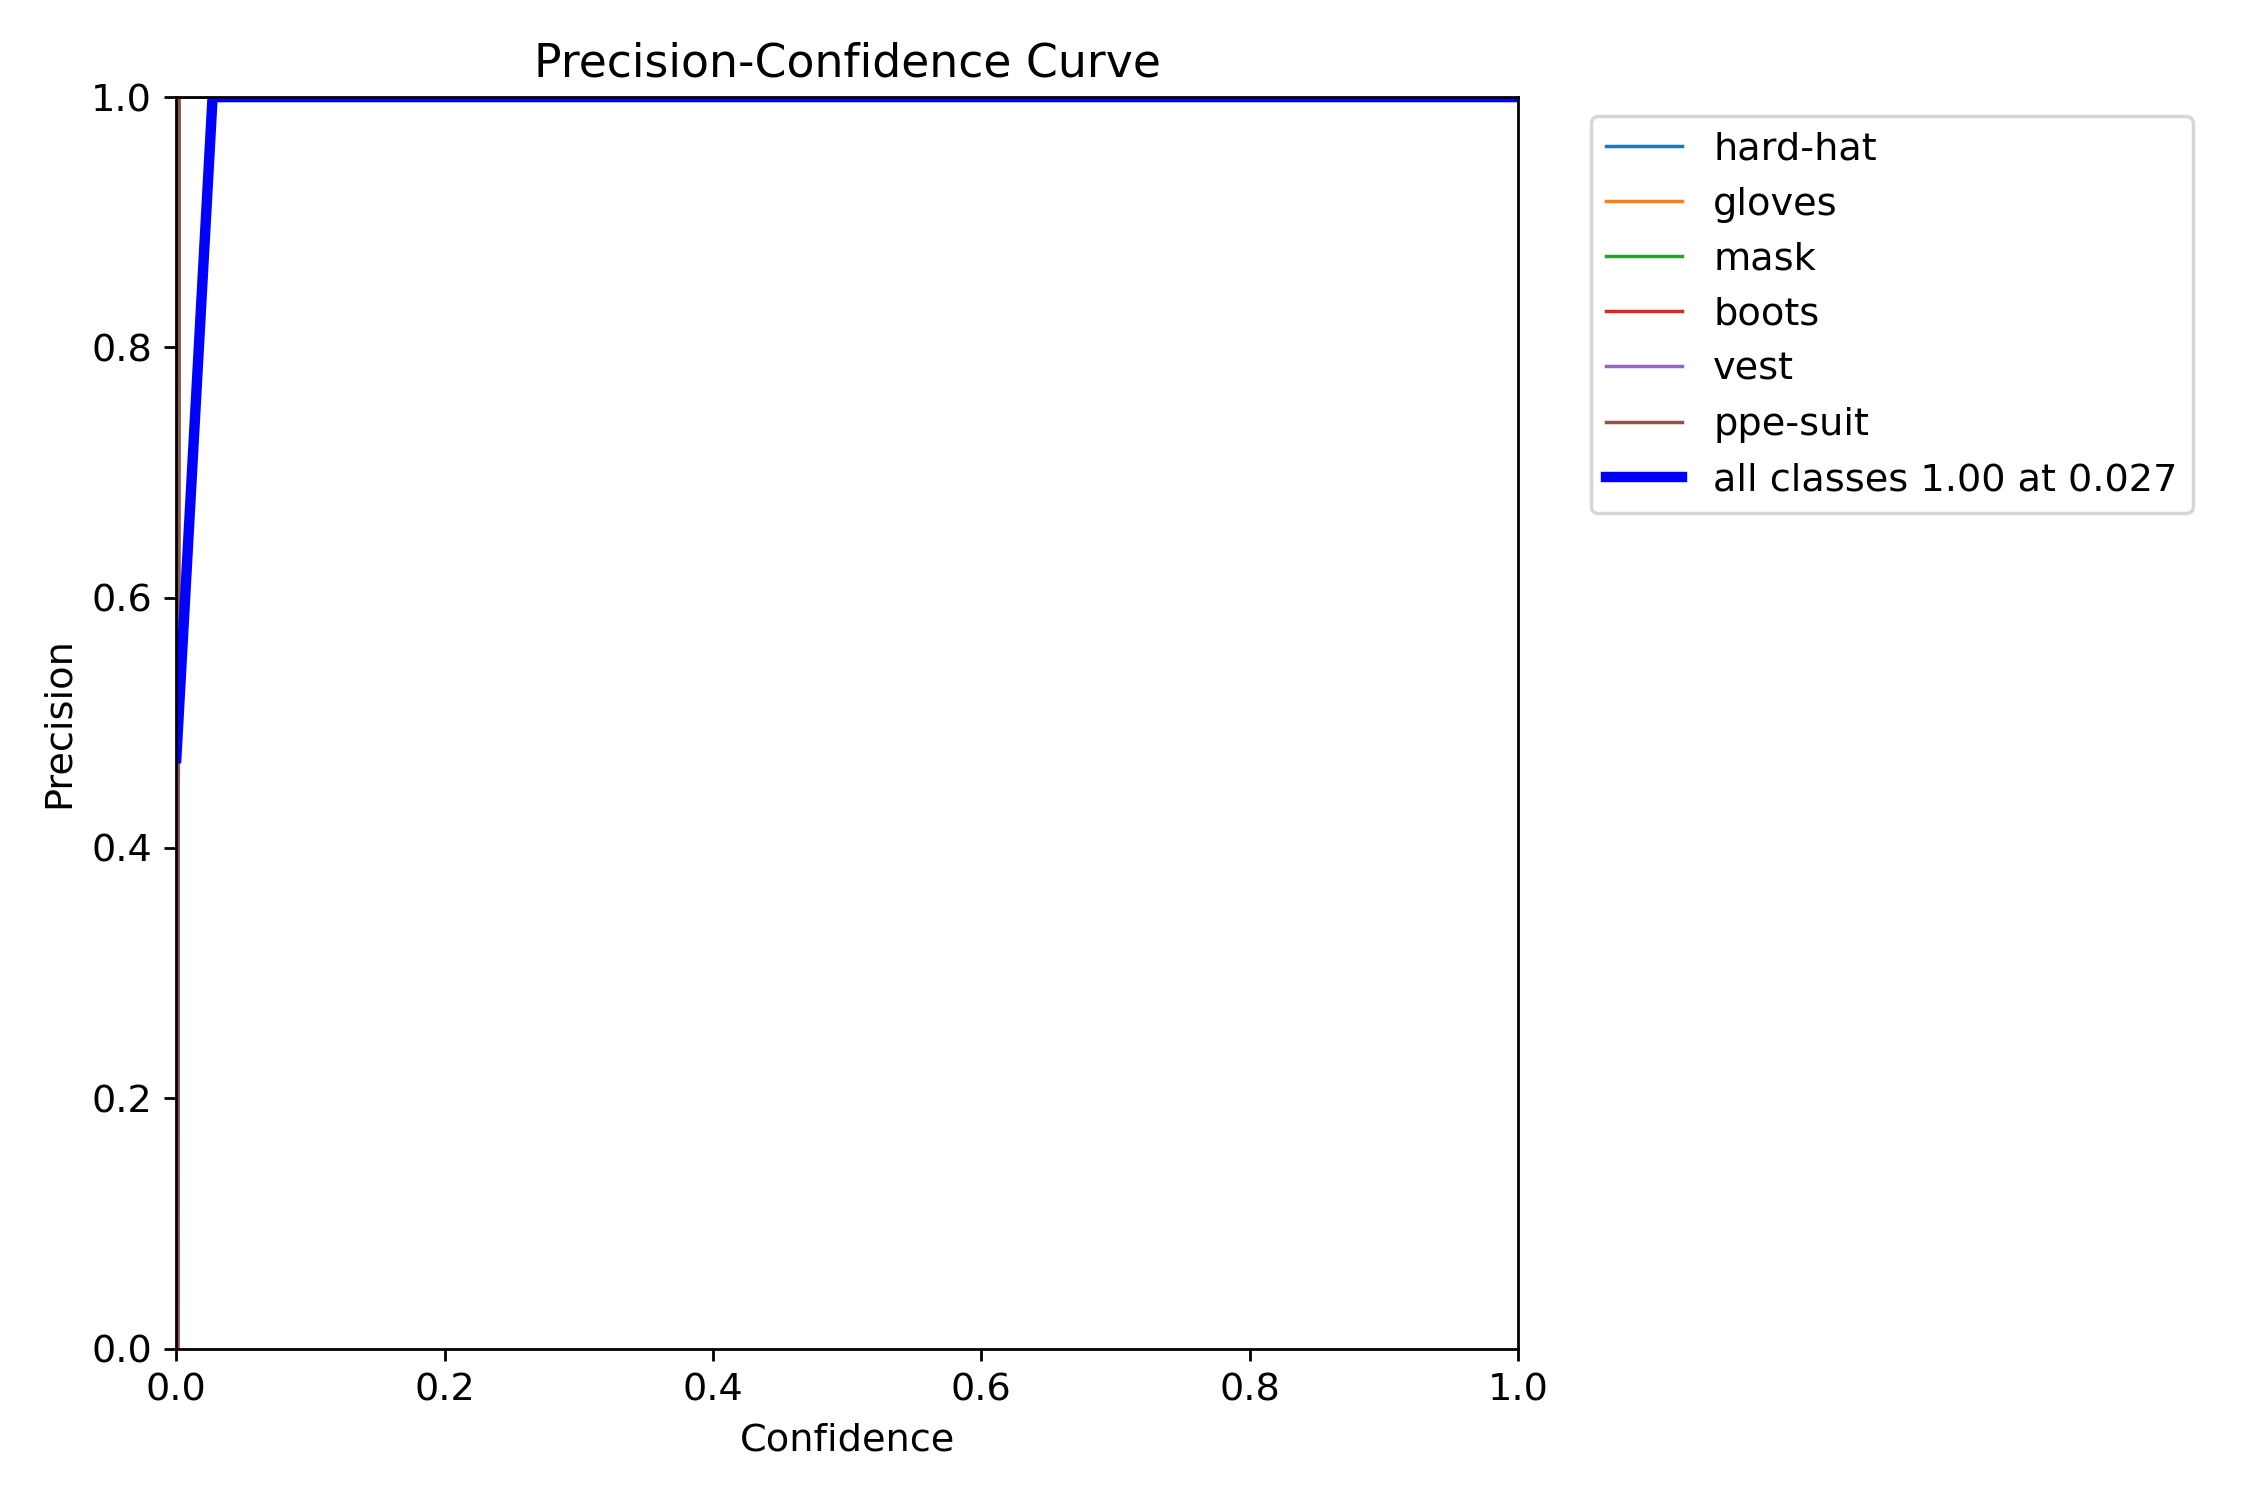 Precision-Confidence Curve
1.0
0.8
0.6
0.4
0.2
0.0
Precision
0.0 0.2 0.4 0.6 0.8 1.0
Confidence
hard-hat
gloves
mask
boots
vest
ppe-suit
all classes 1.00 at 0.027